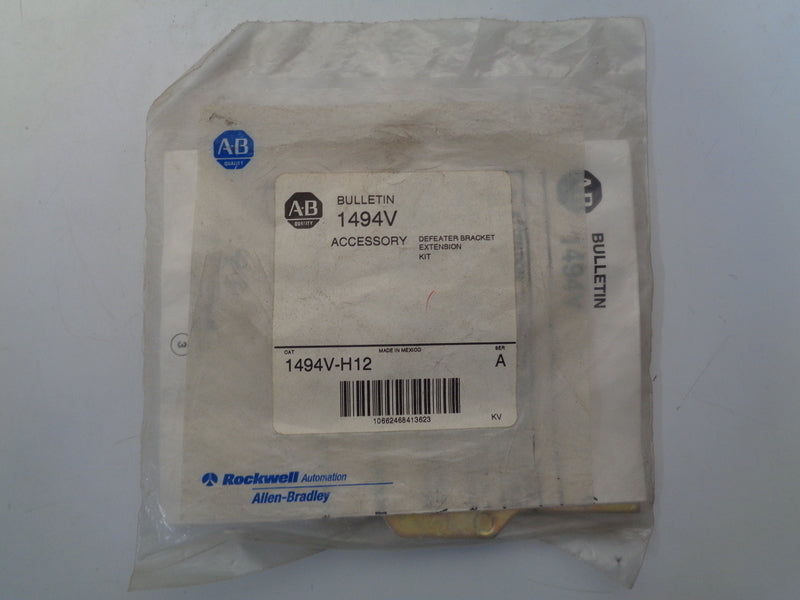 A-B
QUALITY
A-B
QUALITY
BULLETIN
1494V
ACCESSORY DEFEATER BRACKET
EXTENSION
KIT
CAT MADE IN MEXICO SER
1494V-H12 A
10662468413623
KV
BULLETIN
1494V
3
Rockwell Automation
Allen-Bradley